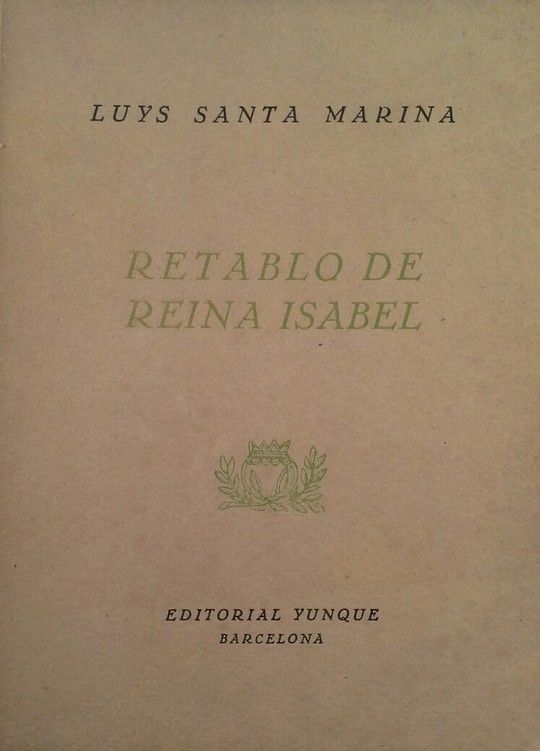 LUYS SANTA MARINA
RETABLO DE
REINA ISABEL
EDITORIAL YUNQUE
BARCELONA